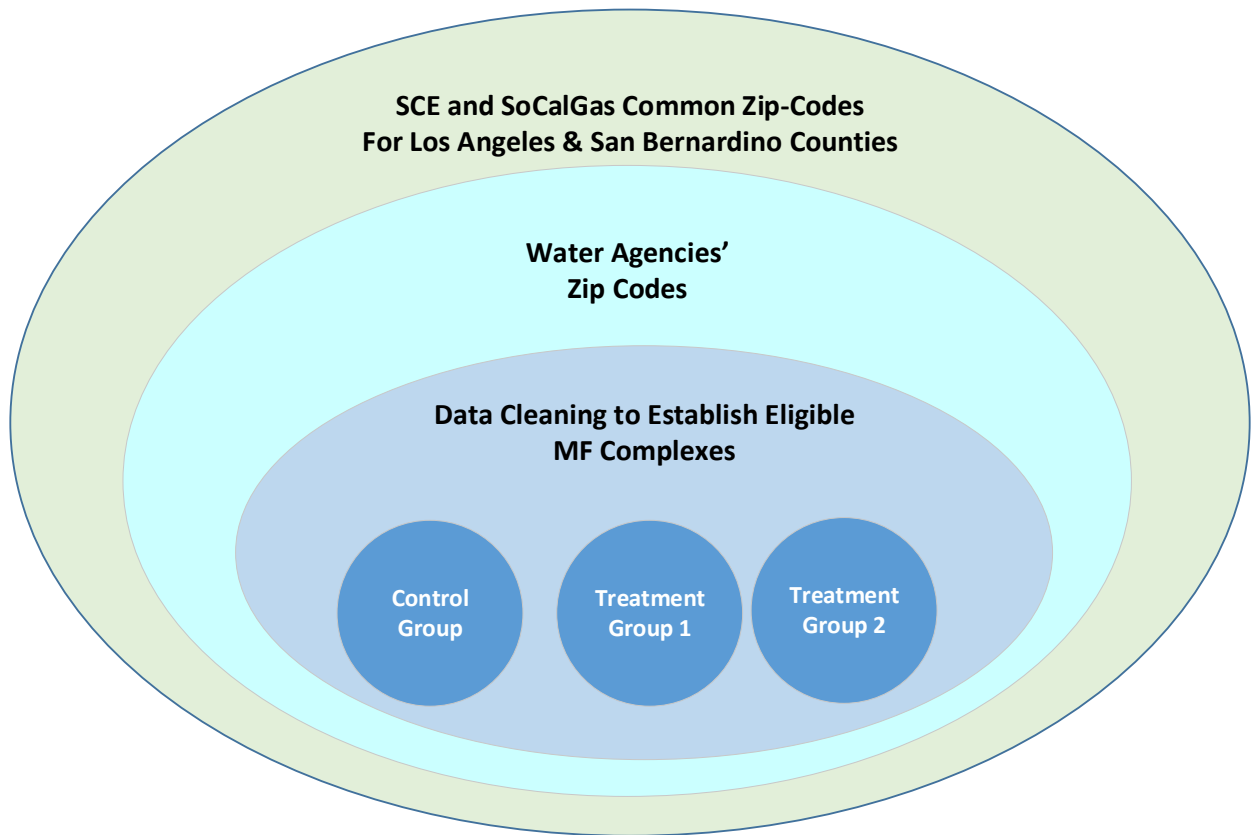 SCE and SoCalGas Common Zip-Codes
For Los Angeles & San Bernardino Counties
Water Agencies’
Zip Codes
Data Cleaning to Establish Eligible
MF Complexes
Control
Group
Treatment
Group 1
Treatment
Group 2